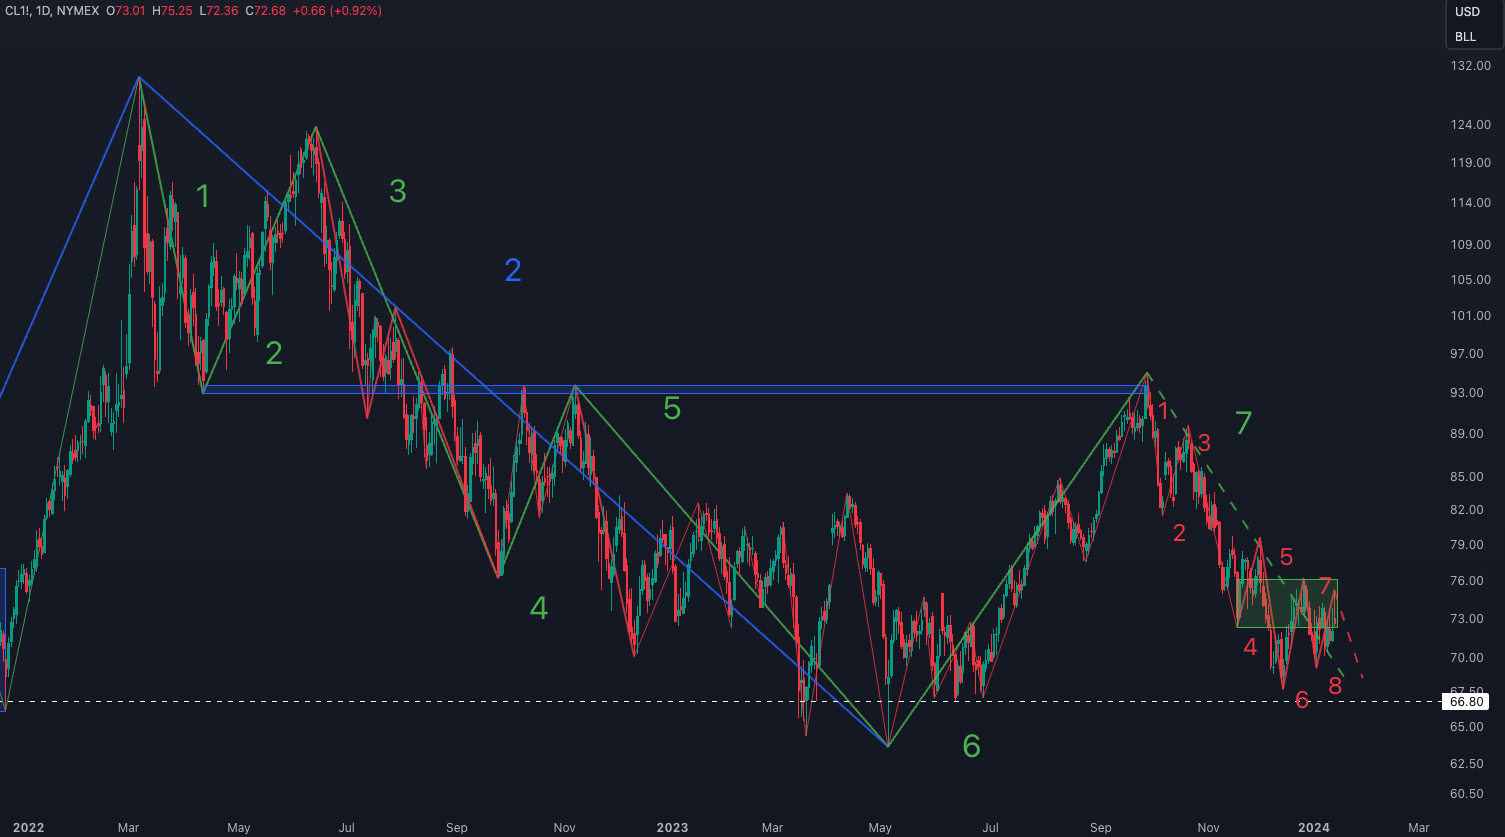 CL1!, 1D, NYMEX O73.01 H75.25 L72.36 C72.68 +0.66 (+0.92%)
USD
BLL
132.00
124.00
119.00
114.00
109.00
105.00
101.00
97.00
93.00
89.00
85.00
82.00
79.00
76.00
73.00
70.00
67.50
66.80
65.00
62.50
60.50
1
3
2
2
5
4
6
1
7
3
2
5
7
4
8
6
2022
Mar
May
Jul
Sep
Nov
2023
Mar
May
Jul
Sep
Nov
2024
Mar